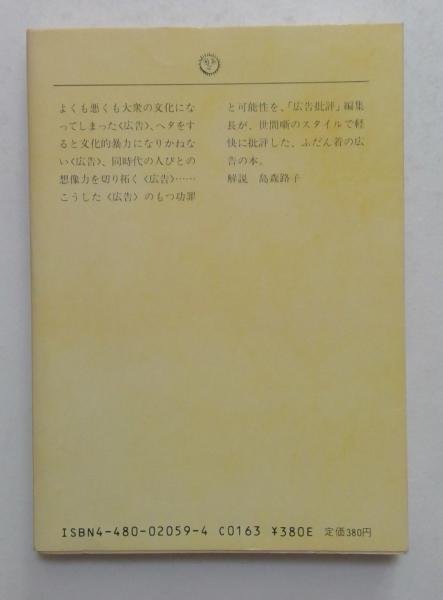 よくも悪くも大衆の文化にな
ってしまった〈広告〉、ヘタをす
ると文化的暴力になりかねな
い〈広告〉、同時代の人びとの
想像力を切り拓く〈広告〉……
こうした〈広告〉のもつ功罪
と可能性を、「広告批評」編集
長が、世間噺のスタイルで軽
快に批評した、ふだん着の広
告の本。
解説　島森路子
ISBN4-480-02059-4 C0163 ¥380E 定価380円